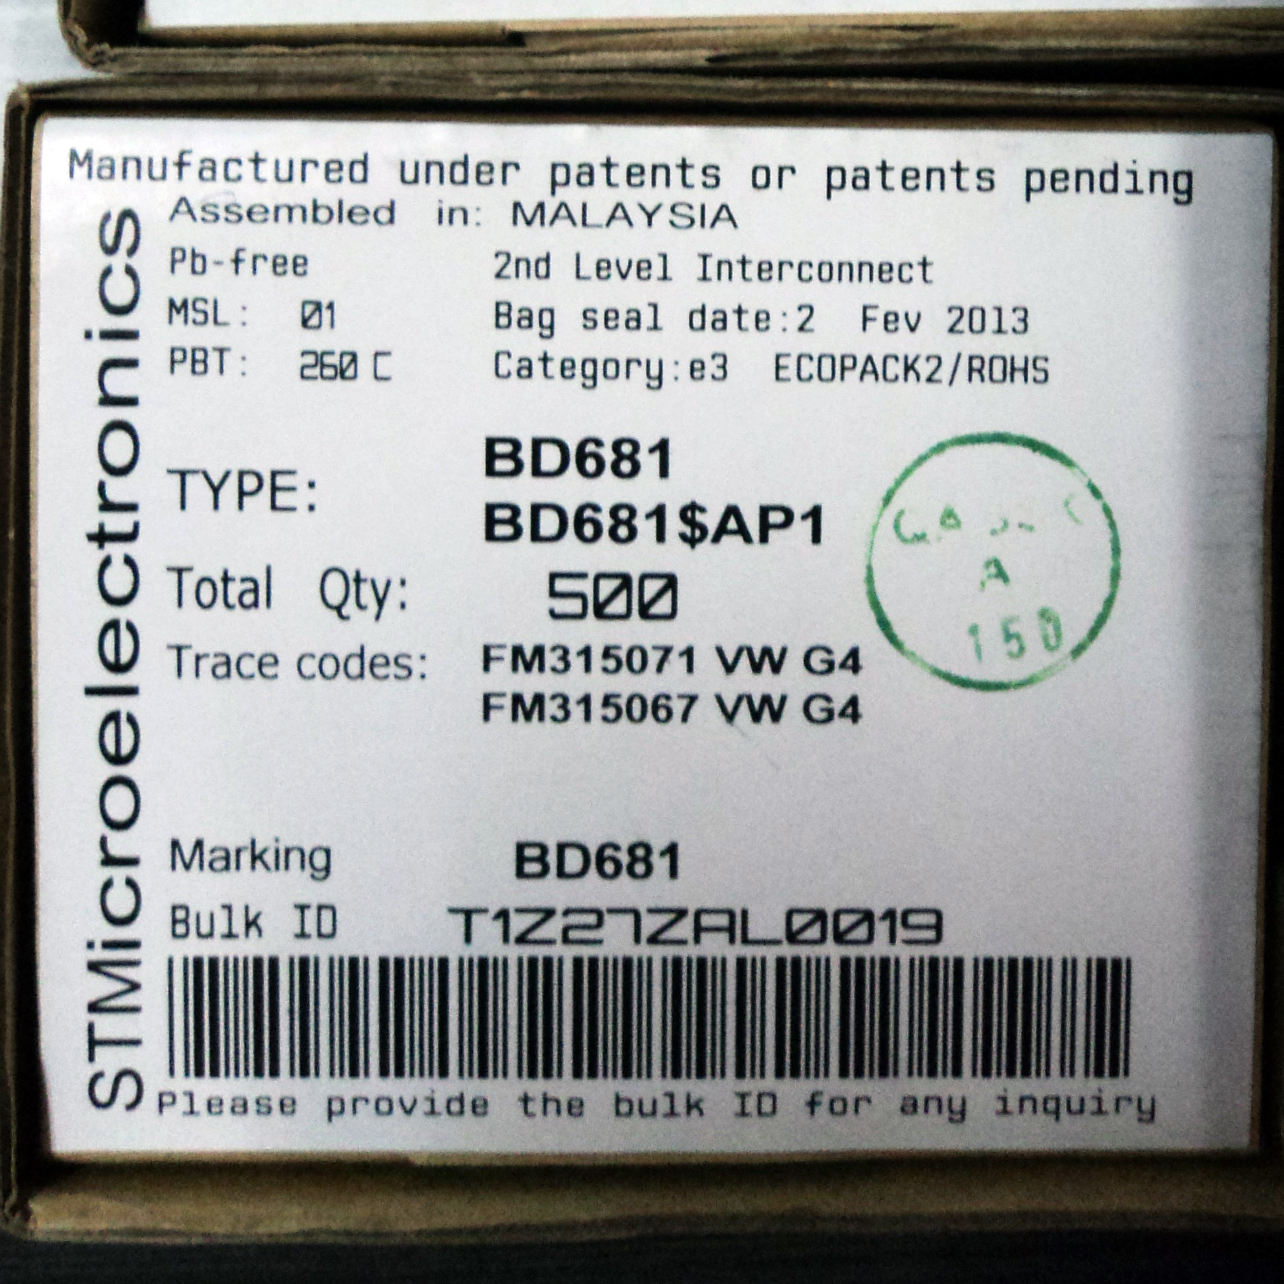 Manufactured under patents or patents pending
Assembled in: MALAYSIA
Pb-free 2nd Level Interconnect
MSL: 01 Bag seal date:2 Fev 2013
PBT: 260 C Category:e3 ECOPACK2/ROHS
TYPE: BD681
BD681$AP1
Total Qty: 500
Trace codes: FM315071 VW G4
FM315067 VW G4
A
150
Marking BD681
Bulk ID T1Z27ZAL0019
Please provide the bulk ID for any inquiry
STMicroelectronics